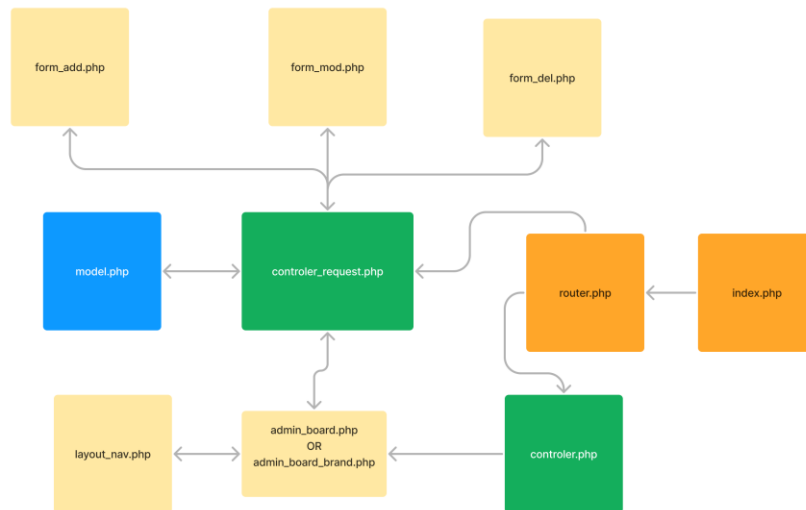 form_add.php
form_mod.php
form_del.php
model.php
controler_request.php
router.php
index.php
layout_nav.php
admin_board.php
OR
admin_board_brand.php
controler.php